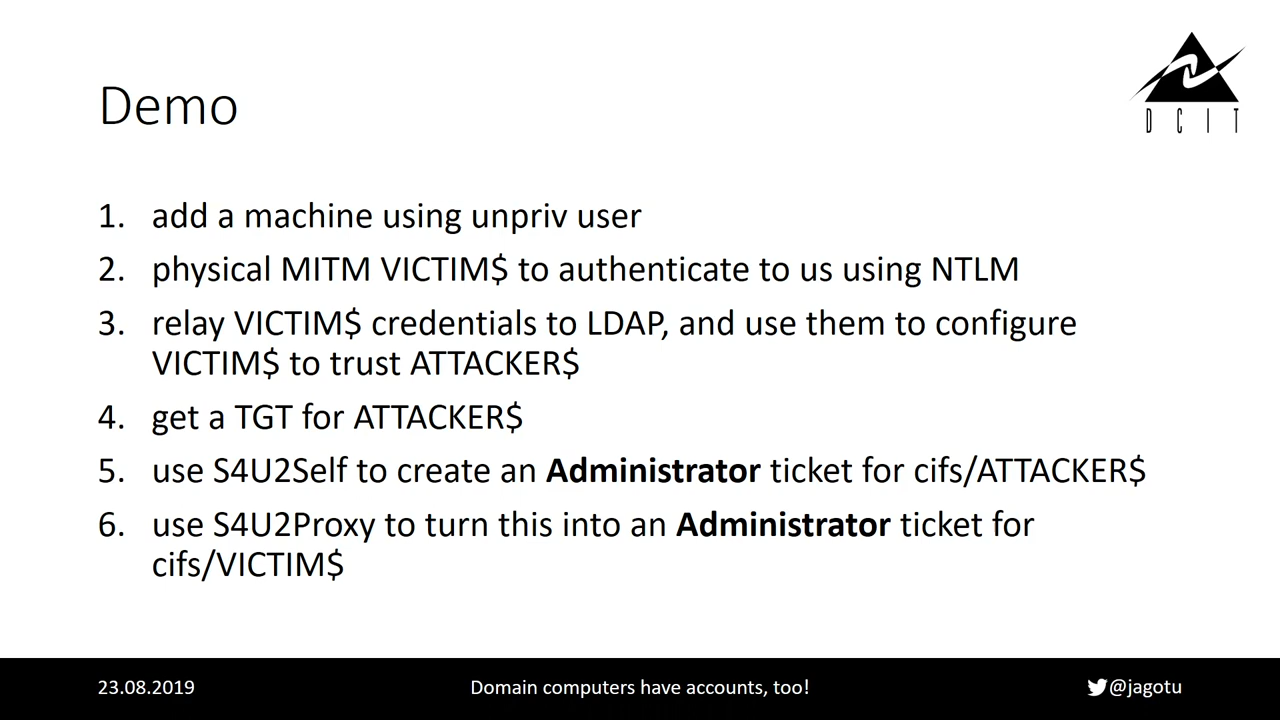 Demo
DCIT
1. add a machine using unpriv user
2. physical MITM VICTIM$ to authenticate to us using NTLM
3. relay VICTIM$ credentials to LDAP, and use them to configure
VICTIM$ to trust ATTACKER$
4. get a TGT for ATTACKER$
5. use S4U2Self to create an Administrator ticket for cifs/ATTACKER$
6. use S4U2Proxy to turn this into an Administrator ticket for
cifs/VICTIM$
23.08.2019
Domain computers have accounts, too!
@jagotu